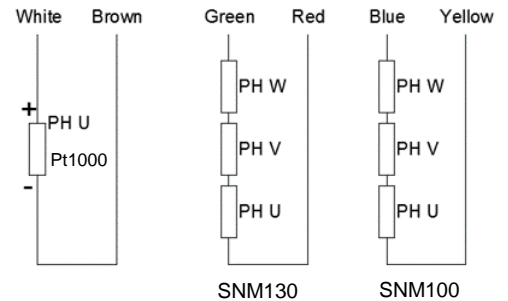 White Brown Green Red Blue Yellow
+
PH U
Pt1000
-
PH W PH W
PH V PH V
PH U PH U
SNM130 SNM100